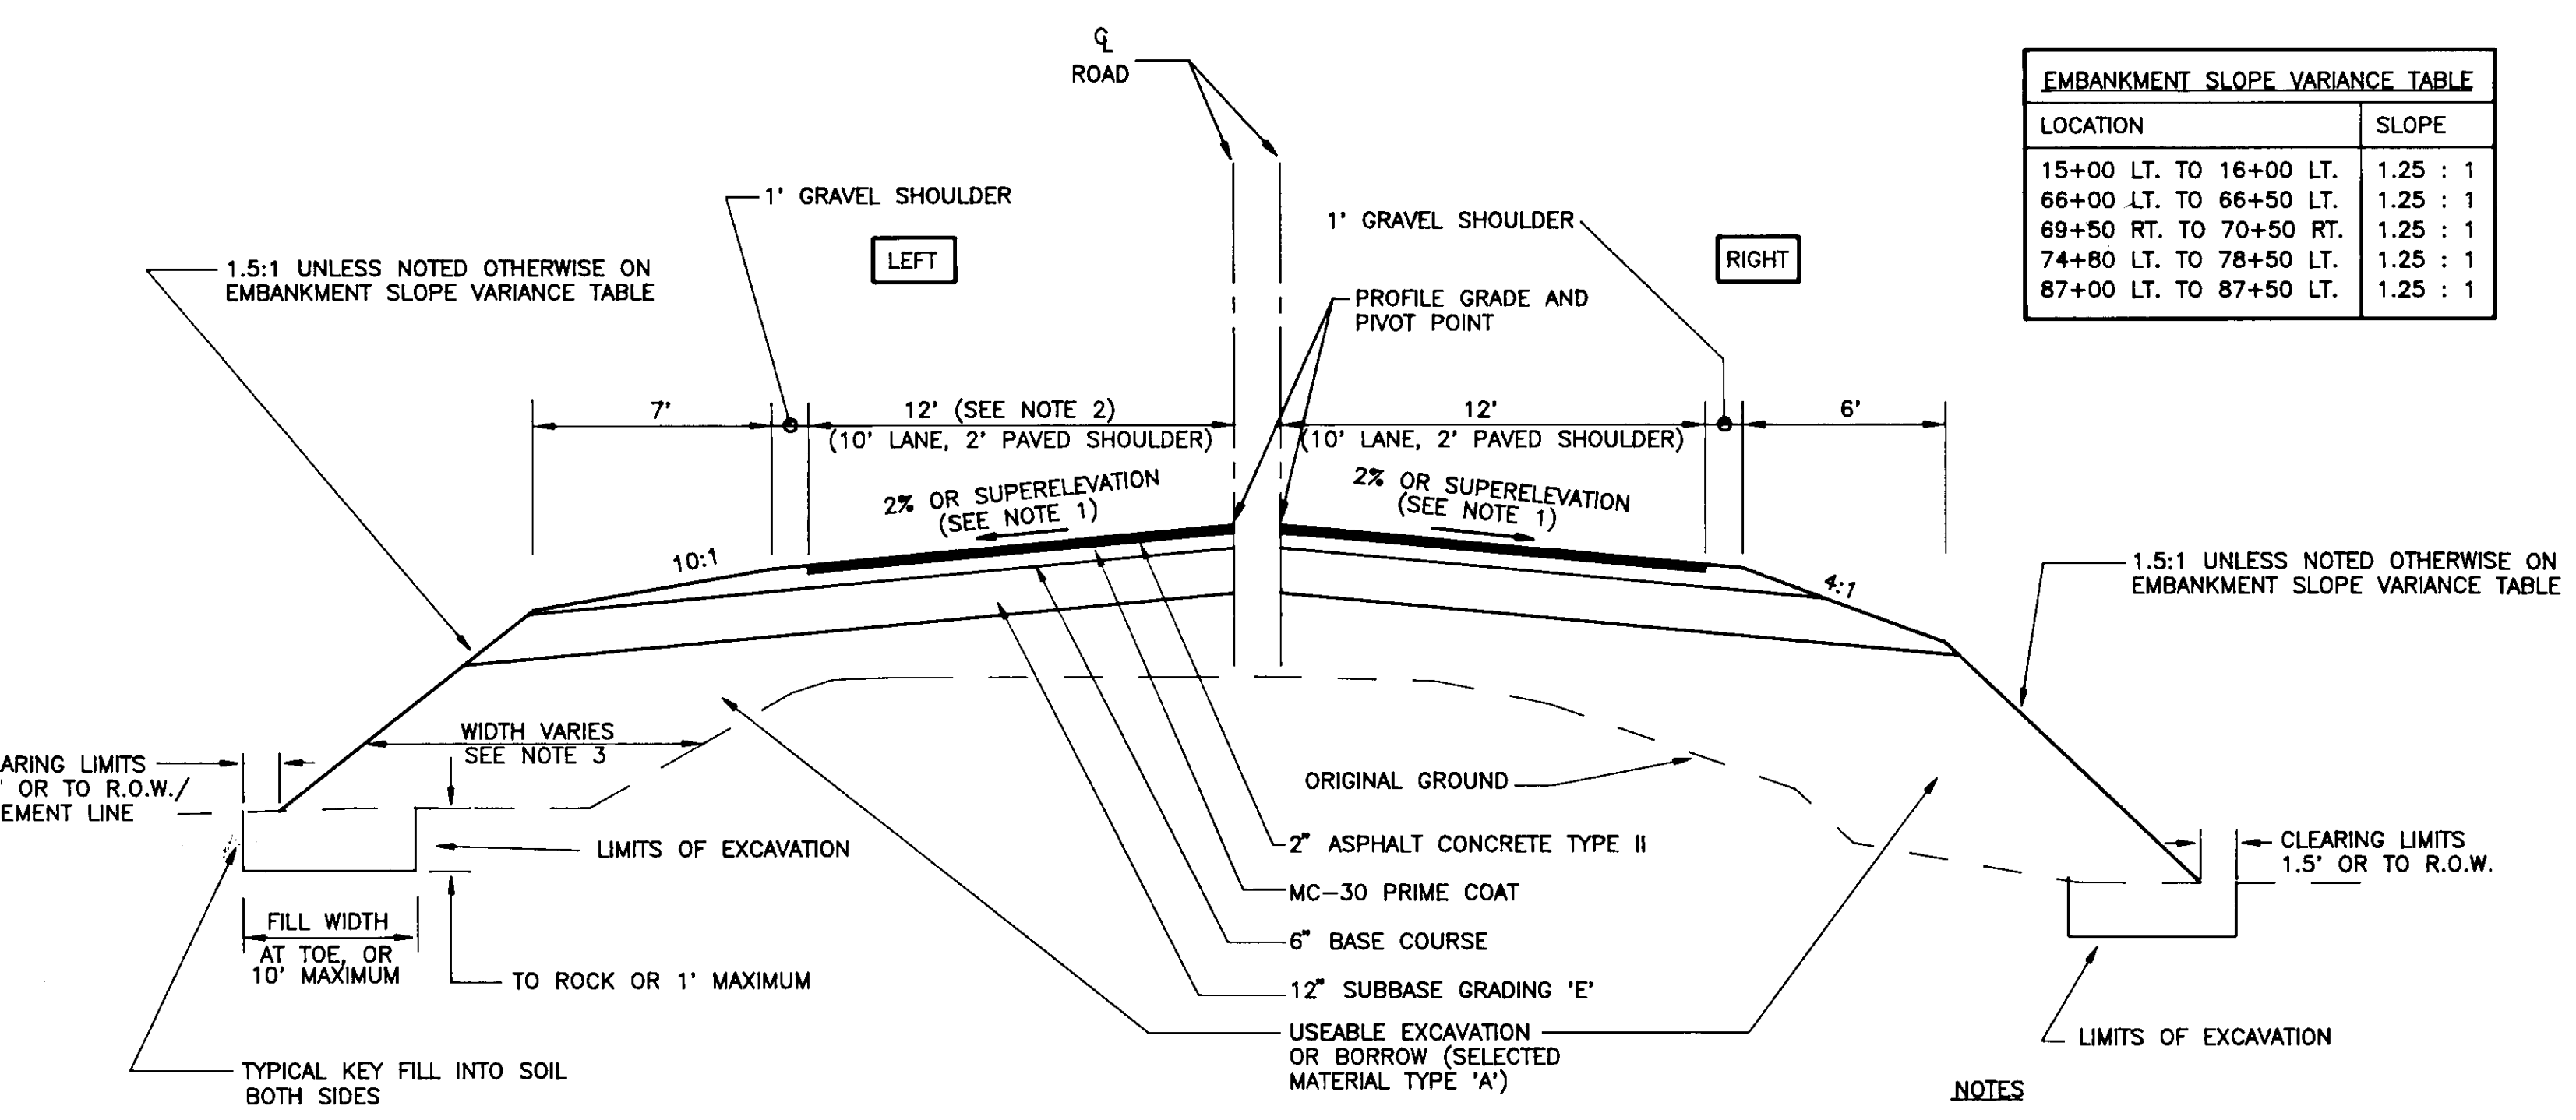 ℄
ROAD
EMBANKMENT SLOPE VARIANCE TABLE
LOCATION SLOPE
15+00 LT. TO 16+00 LT. 1.25 : 1
66+00 LT. TO 66+50 LT. 1.25 : 1
69+50 RT. TO 70+50 RT. 1.25 : 1
74+80 LT. TO 78+50 LT. 1.25 : 1
87+00 LT. TO 87+50 LT. 1.25 : 1
1' GRAVEL SHOULDER
1' GRAVEL SHOULDER
LEFT
RIGHT
1.5:1 UNLESS NOTED OTHERWISE ON
EMBANKMENT SLOPE VARIANCE TABLE
PROFILE GRADE AND
PIVOT POINT
7'
12' (SEE NOTE 2)
(10' LANE, 2' PAVED SHOULDER)
12'
(10' LANE, 2' PAVED SHOULDER)
6'
2% OR SUPERELEVATION
(SEE NOTE 1)
2% OR SUPERELEVATION
(SEE NOTE 1)
10:1
4:1
1.5:1 UNLESS NOTED OTHERWISE ON
EMBANKMENT SLOPE VARIANCE TABLE
WIDTH VARIES
SEE NOTE 3
ARING LIMITS
' OR TO R.O.W./
EMENT LINE
ORIGINAL GROUND
LIMITS OF EXCAVATION
2" ASPHALT CONCRETE TYPE II
CLEARING LIMITS
1.5' OR TO R.O.W.
MC-30 PRIME COAT
FILL WIDTH
AT TOE, OR
10' MAXIMUM
6" BASE COURSE
TO ROCK OR 1' MAXIMUM
12" SUBBASE GRADING 'E'
USEABLE EXCAVATION
OR BORROW (SELECTED
MATERIAL TYPE 'A')
LIMITS OF EXCAVATION
TYPICAL KEY FILL INTO SOIL
BOTH SIDES
NOTES